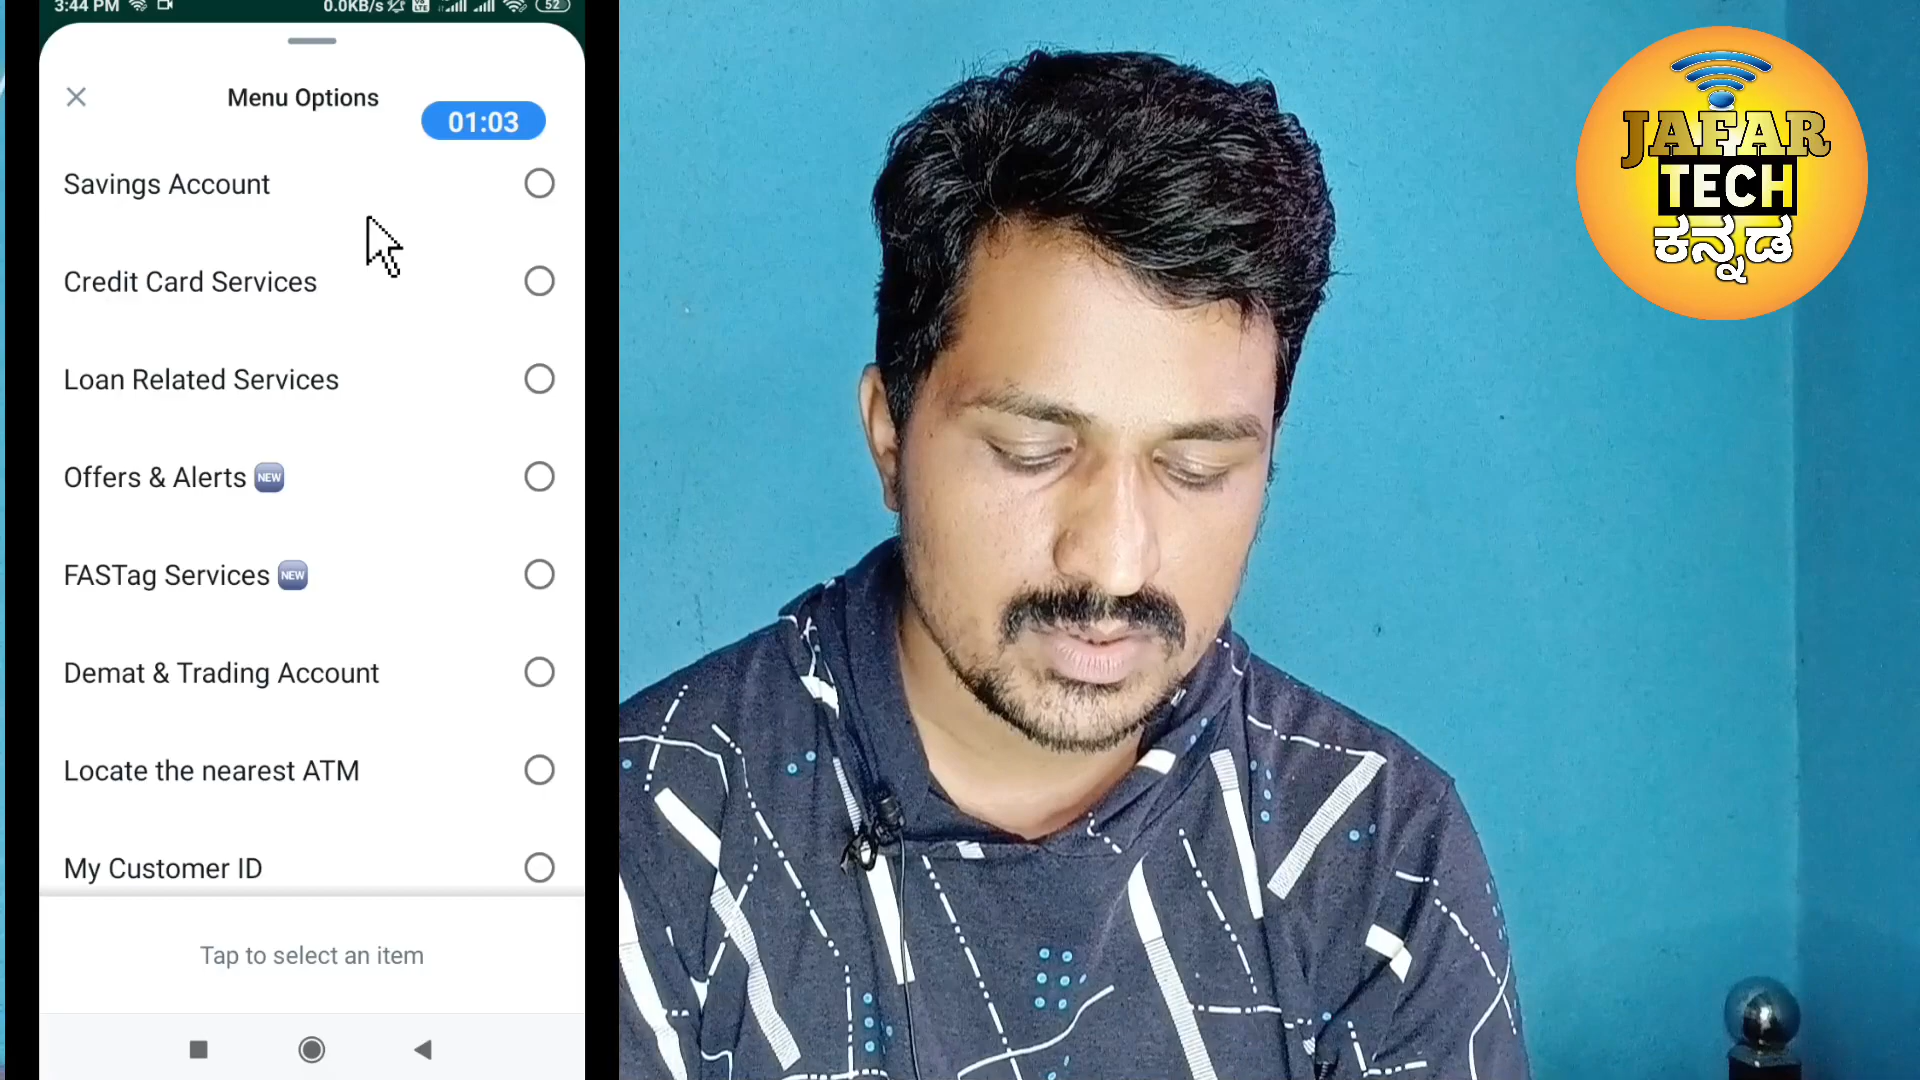 3:44 PM
0.0KB/s
52
Menu Options
01:03
Savings Account
Credit Card Services
Loan Related Services
Offers & Alerts NEW
FASTag Services NEW
Demat & Trading Account
Locate the nearest ATM
My Customer ID
Tap to select an item
JAFAR
TECH
ಕನ್ನಡ